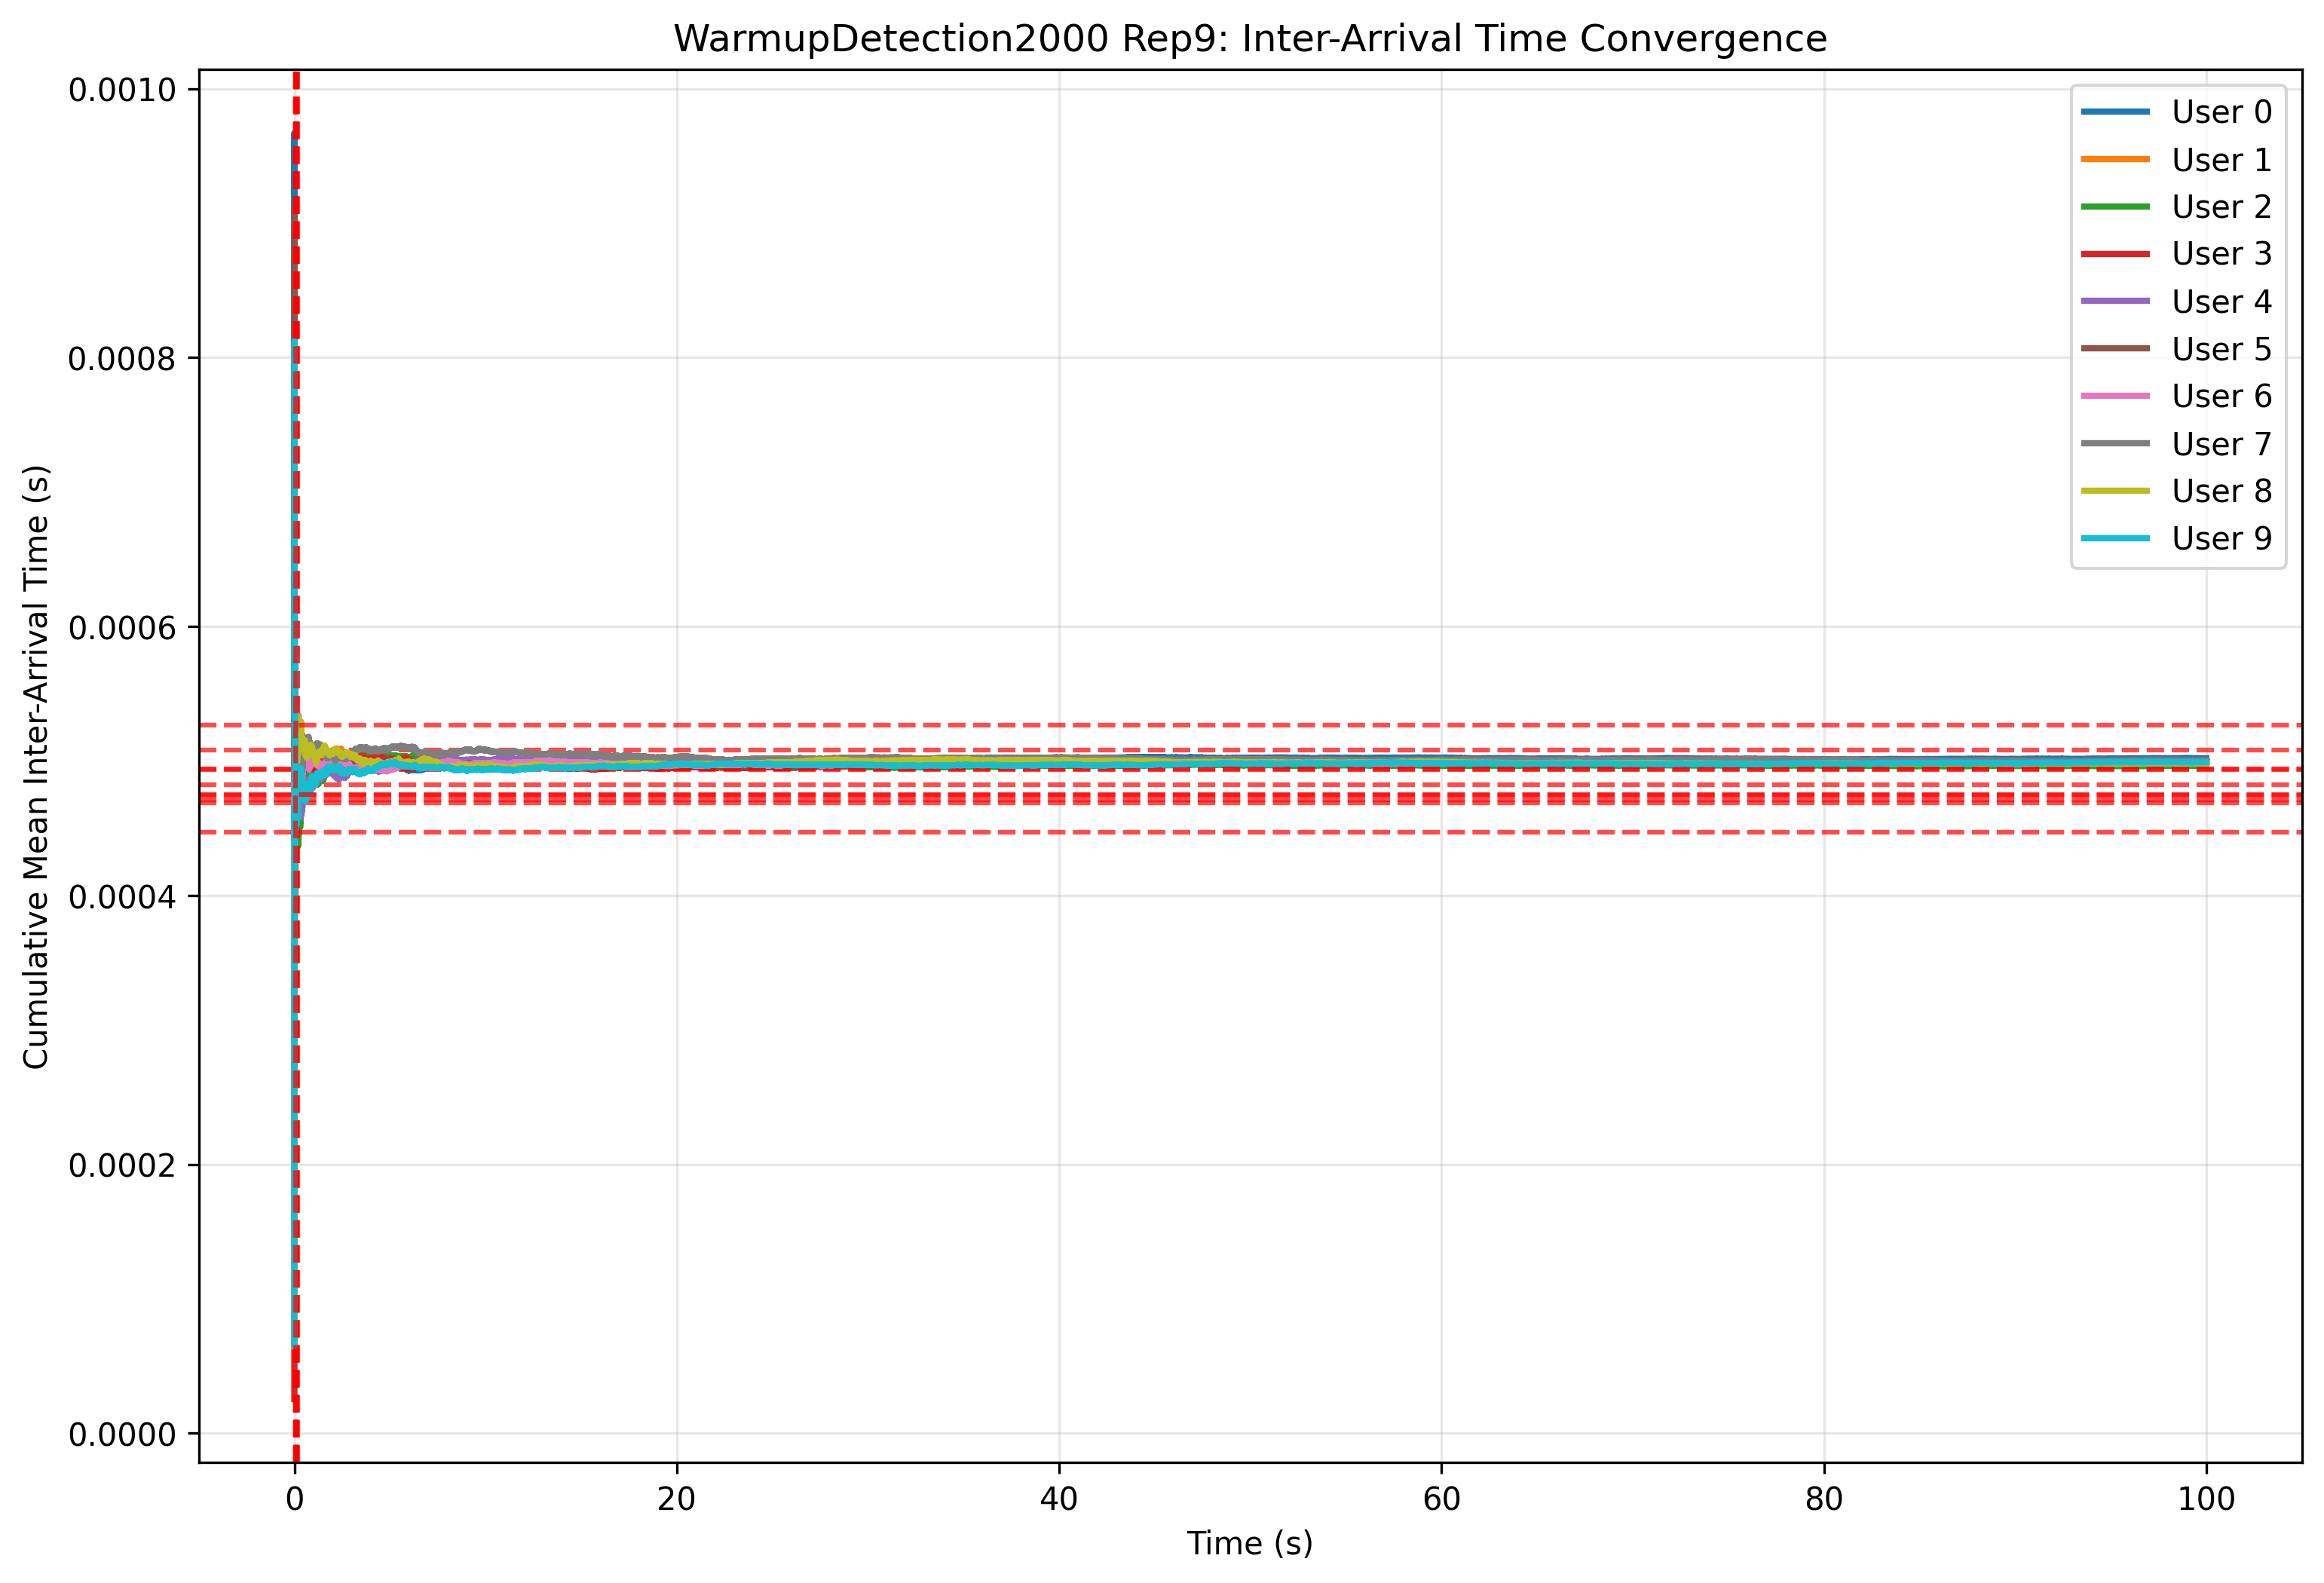 WarmupDetection2000 Rep9: Inter-Arrival Time Convergence
Cumulative Mean Inter-Arrival Time (s)
0.0010
0.0008
0.0006
0.0004
0.0002
0.0000
User 0
User 1
User 2
User 3
User 4
User 5
User 6
User 7
User 8
User 9
0
20
40
60
80
100
Time (s)